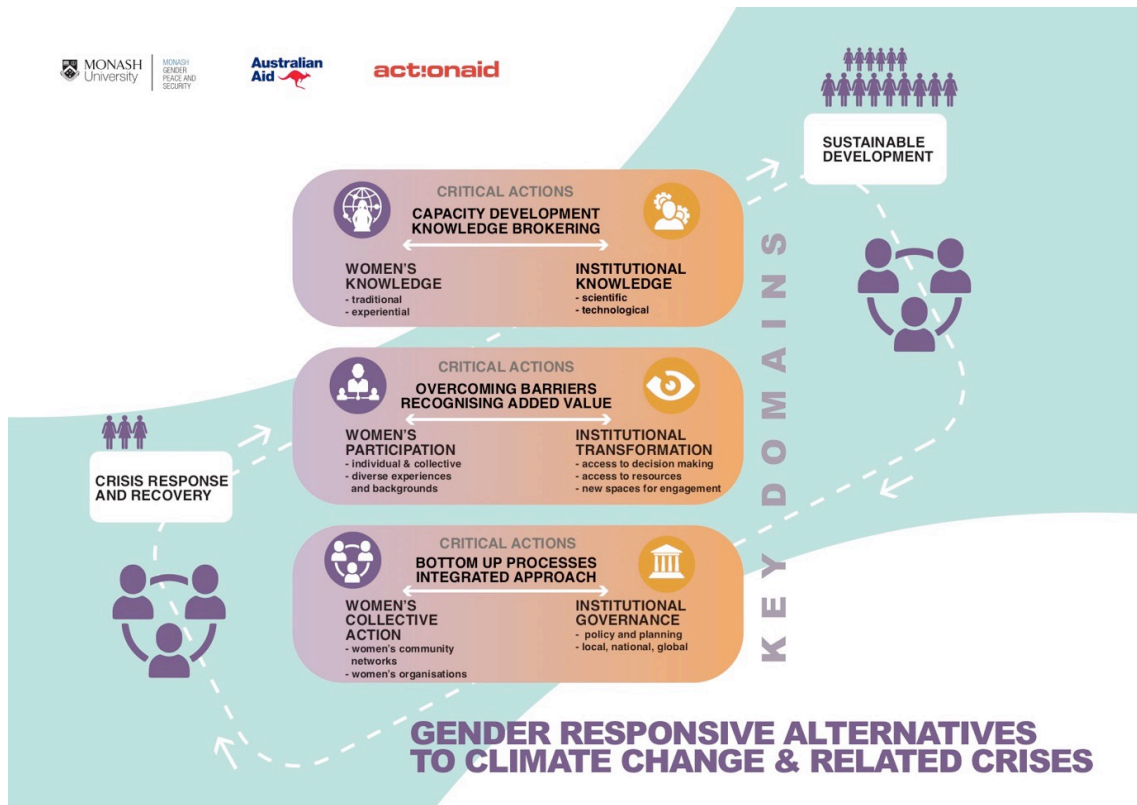 MONASH
University
MONASH
GENDER
PEACE AND
SECURITY
Australian
Aid
act!onaid
SUSTAINABLE
DEVELOPMENT
CRITICAL ACTIONS
CAPACITY DEVELOPMENT
KNOWLEDGE BROKERING
WOMEN'S
KNOWLEDGE
- traditional
- experiential
INSTITUTIONAL
KNOWLEDGE
- scientific
- technological
CRITICAL ACTIONS
OVERCOMING BARRIERS
RECOGNISING ADDED VALUE
WOMEN'S
PARTICIPATION
- individual & collective
- diverse experiences
and backgrounds
INSTITUTIONAL
TRANSFORMATION
- access to decision making
- access to resources
- new spaces for engagement
CRISIS RESPONSE
AND RECOVERY
CRITICAL ACTIONS
BOTTOM UP PROCESSES
INTEGRATED APPROACH
WOMEN'S
COLLECTIVE
ACTION
- women's community
networks
- women's organisations
INSTITUTIONAL
GOVERNANCE
- policy and planning
- local, national, global
KEY DOMAINS
GENDER RESPONSIVE ALTERNATIVES
TO CLIMATE CHANGE & RELATED CRISES